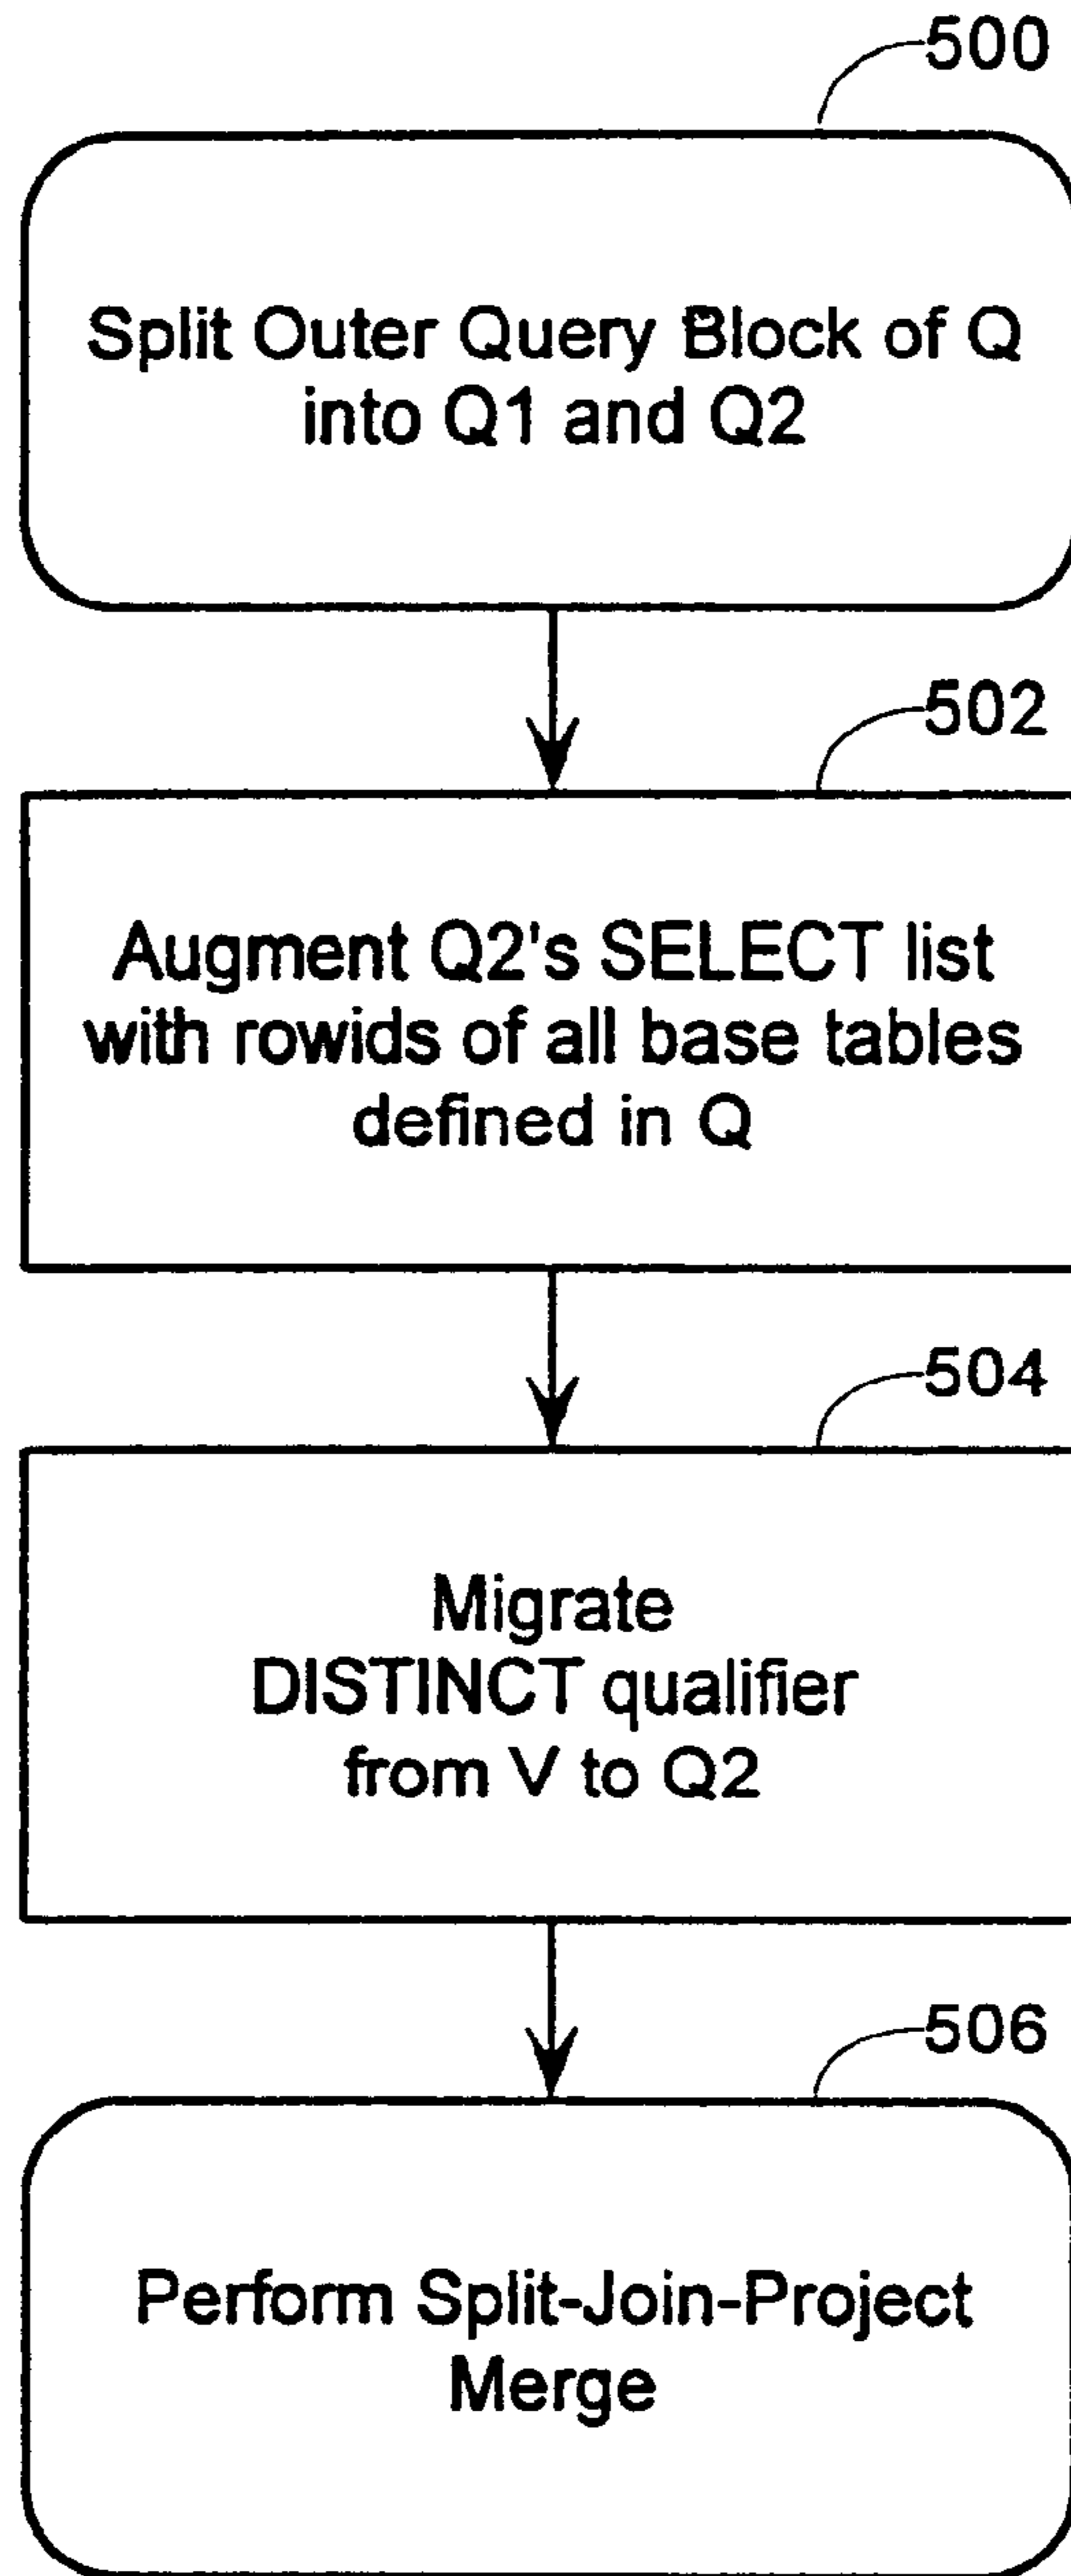 500
Split Outer Query Block of Q
into Q1 and Q2
502
Augment Q2's SELECT list
with rowids of all base tables
defined in Q
504
Migrate
DISTINCT qualifier
from V to Q2
506
Perform Split-Join-Project
Merge